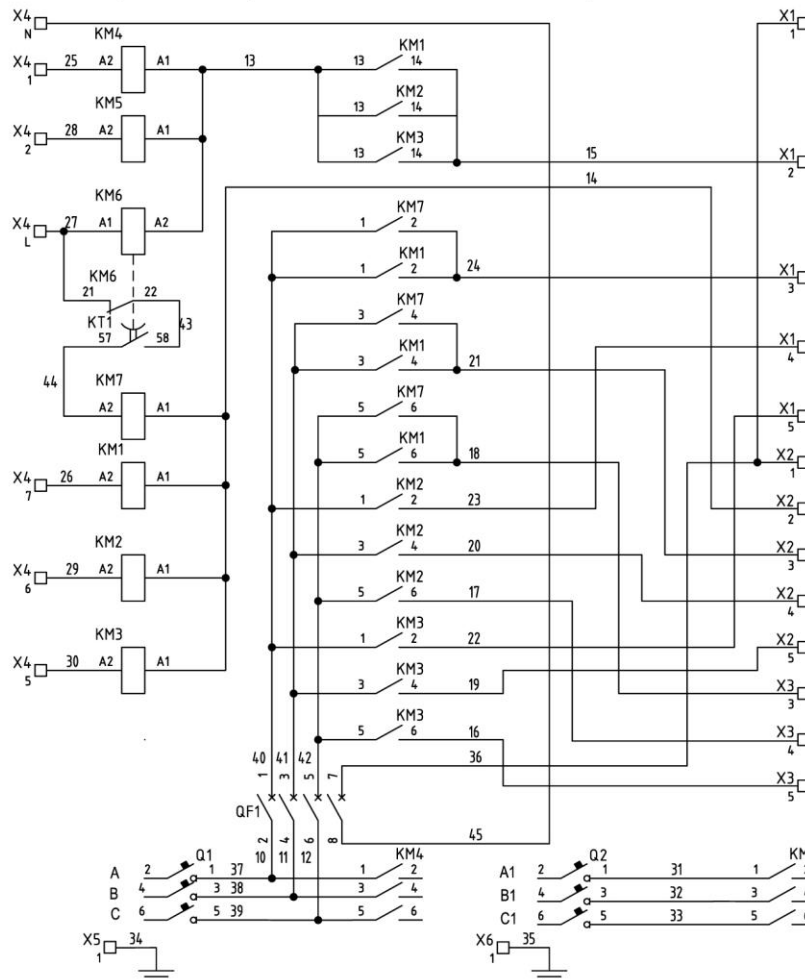 X4 N X1 1
KM4 KM1
X4 1 25 A2 A1 13 13 14
KM5 KM2
13 14
X4 2 28 A2 A1 KM3
13 14 15 X1 2
14
KM6 KM7
X4 L 27 A1 A2 1 2
KM6 KM1
21 22 1 2 24 X1 3
KT1 43 KM7
57 58 3 4
KM1 X1 4
44 3 4 21
KM7 KM7 X1 5
A2 A1 5 6
KM1 KM1
5 6 18 X2 1
X4 7 26 A2 A1 KM2
1 2 23 X2 2
KM2 KM2
3 4 20 X2 3
X4 6 29 A2 A1 KM2
5 6 17 X2 4
KM3 KM3
1 2 22 X2 5
X4 5 30 A2 A1 KM3
3 4 19 X3 3
KM3
5 6 16 X3 4
40 41 42 36
1 3 5 7 X3 5
QF1
2 4 6 8 45
10 11 12
Q1 KM4 Q2 KM
A 2 1 37 1 2 A1 2 1 31 1
B 4 3 38 3 4 B1 4 3 32 3
C 6 5 39 5 6 C1 6 5 33 5
X5 1 34 X6 1 35